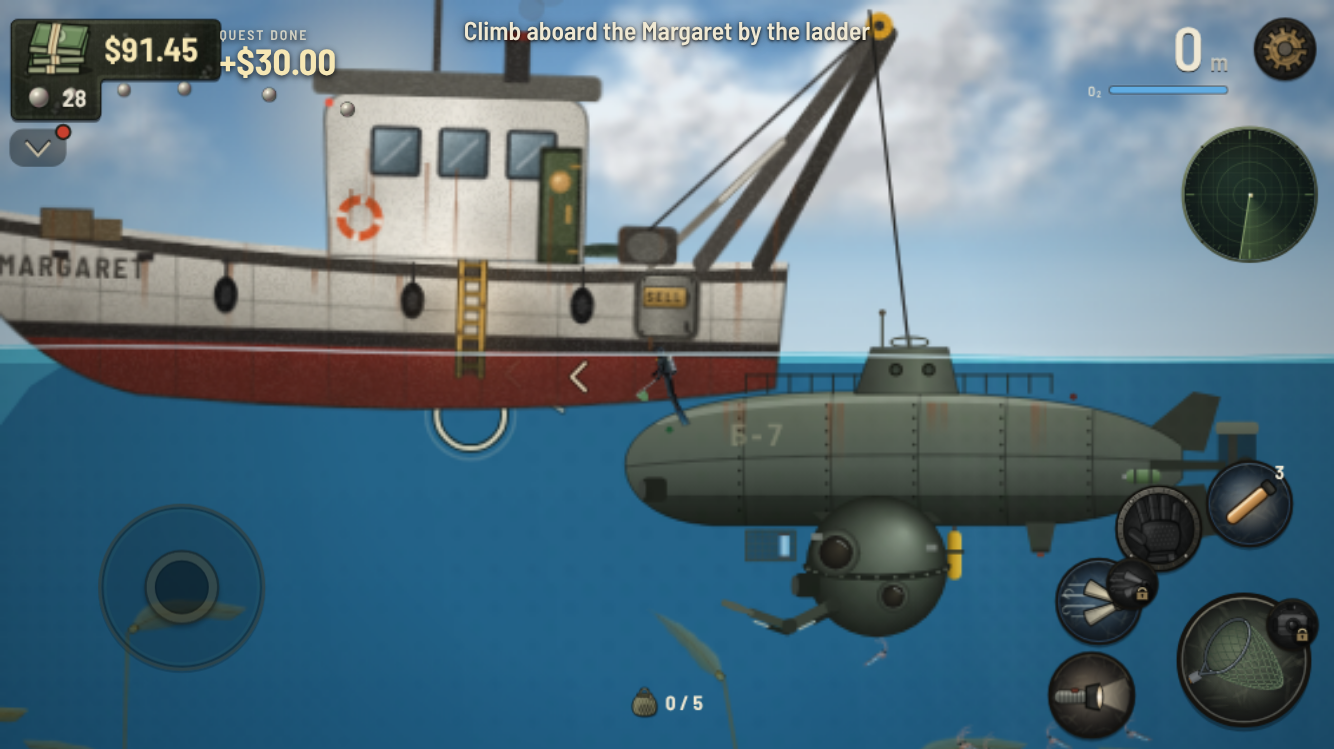 Climb aboard the Margaret by the ladder
$91.45
QUEST DONE
+$30.00
28
0 m
O₂
MARGARET
SELL
Б-7
3
0 / 5